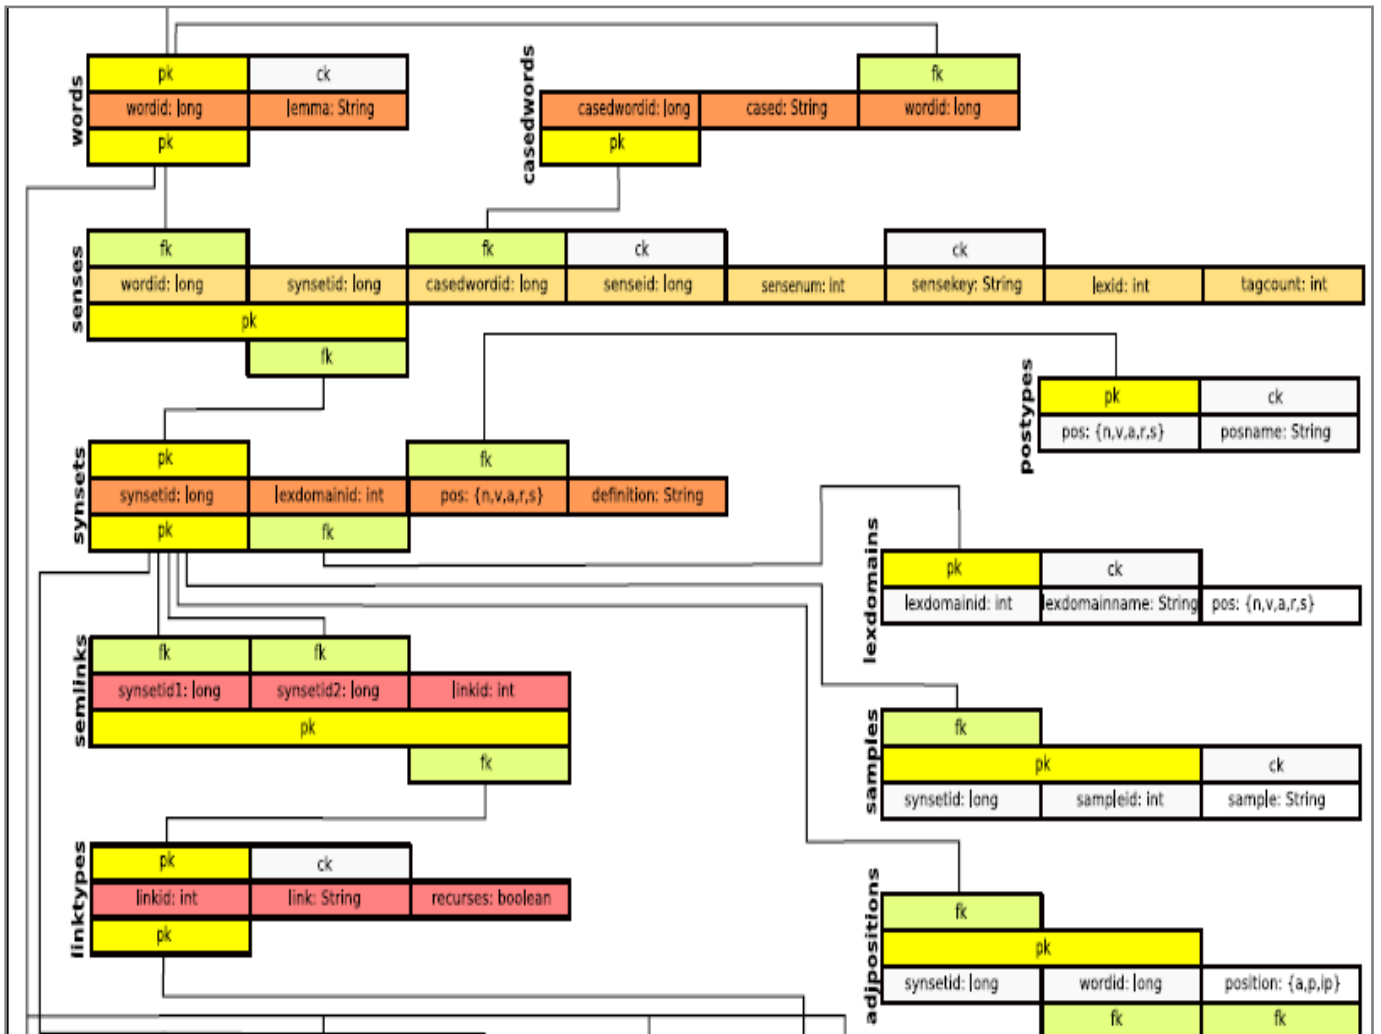 words
pk
ck
wordid: long
lemma: String
pk
casedwords
fk
casedwordid: long
cased: String
wordid: long
pk
senses
fk
fk
ck
ck
wordid: long
synsetid: long
casedwordid: long
senseid: long
sensenum: int
sensekey: String
lexid: int
tagcount: int
pk
fk
postypes
pk
ck
pos: {n,v,a,r,s}
posname: String
synsets
pk
fk
synsetid: long
lexdomainid: int
pos: {n,v,a,r,s}
definition: String
pk
fk
lexdomains
pk
ck
lexdomainid: int
lexdomainname: String
pos: {n,v,a,r,s}
semlinks
fk
fk
synsetid1: long
synsetid2: long
linkid: int
pk
fk
samples
fk
pk
ck
synsetid: long
sampleid: int
sample: String
linktypes
pk
ck
linkid: int
link: String
recurses: boolean
pk
adjpositions
fk
pk
synsetid: long
wordid: long
position: {a,p,ip}
fk
fk